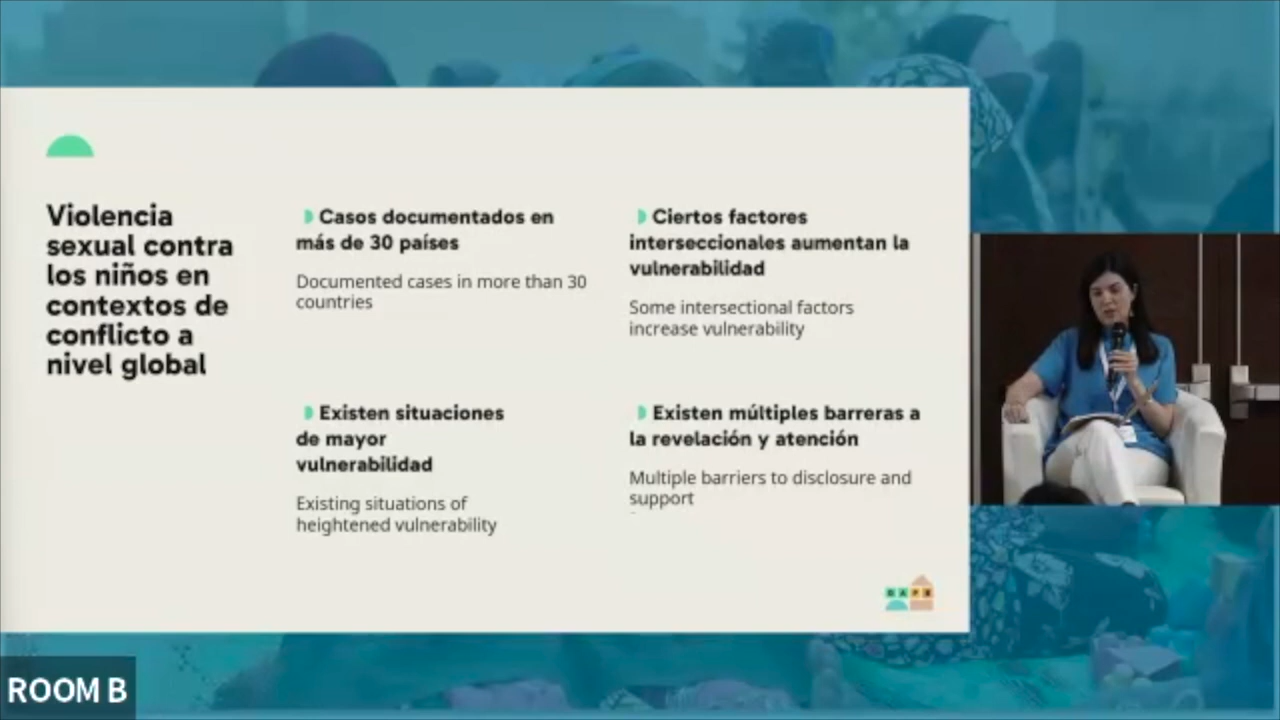 Violencia
sexual contra
los niños en
contextos de
conflicto a
nivel global
Casos documentados en
más de 30 países
Documented cases in more than 30
countries
Ciertos factores
interseccionales aumentan la
vulnerabilidad
Some intersectional factors
increase vulnerability
Existen situaciones
de mayor
vulnerabilidad
Existing situations of
heightened vulnerability
Existen múltiples barreras a
la revelación y atención
Multiple barriers to disclosure and
support
ROOM B